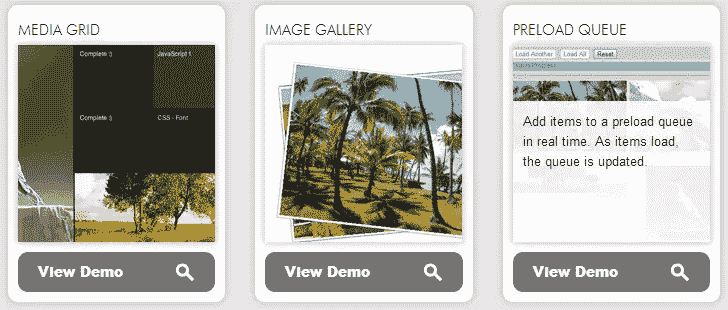 MEDIA GRID
Complete :)
JavaScript 1
Complete :)
CSS - Font
View Demo
IMAGE GALLERY
View Demo
PRELOAD QUEUE
Load Another Load All Reset
Add items to a preload queue
in real time. As items load,
the queue is updated.
View Demo